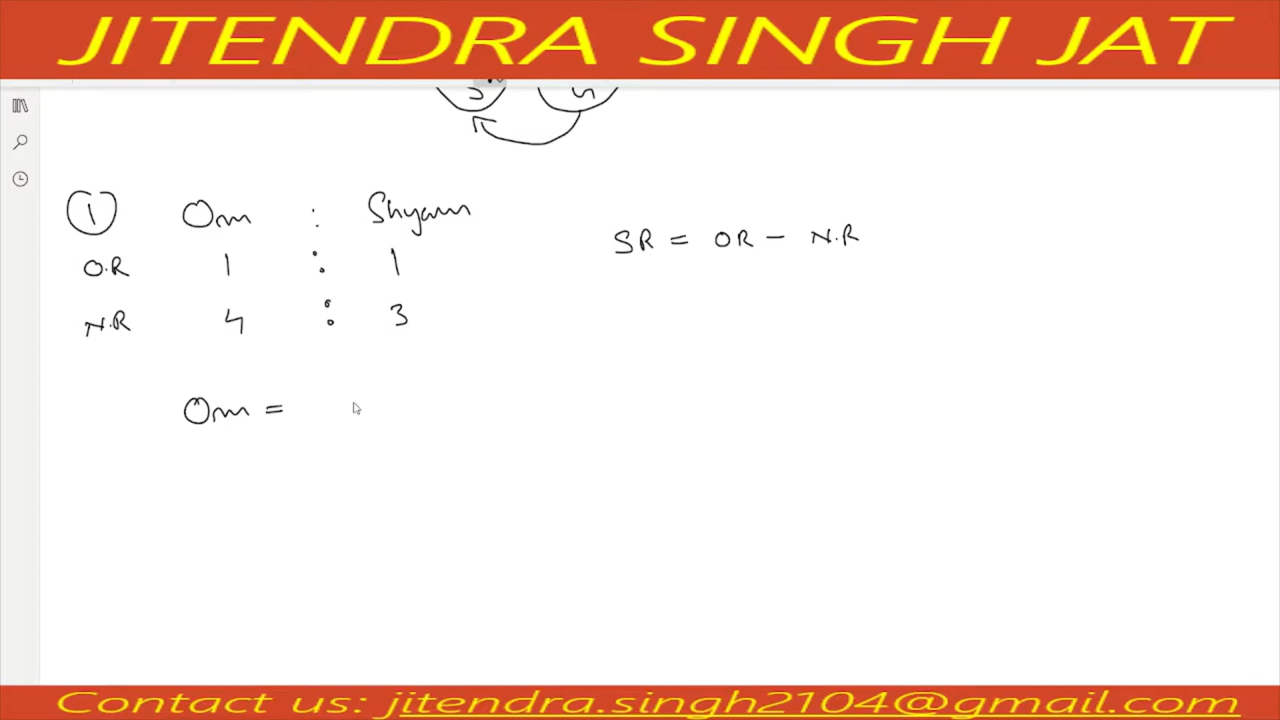 JITENDRA SINGH JAT
① Om : Shyam
O.R 1 : 1
N.R 4 : 3
SR = OR - N.R
Om =
Contact us: jitendra.singh2104@gmail.com